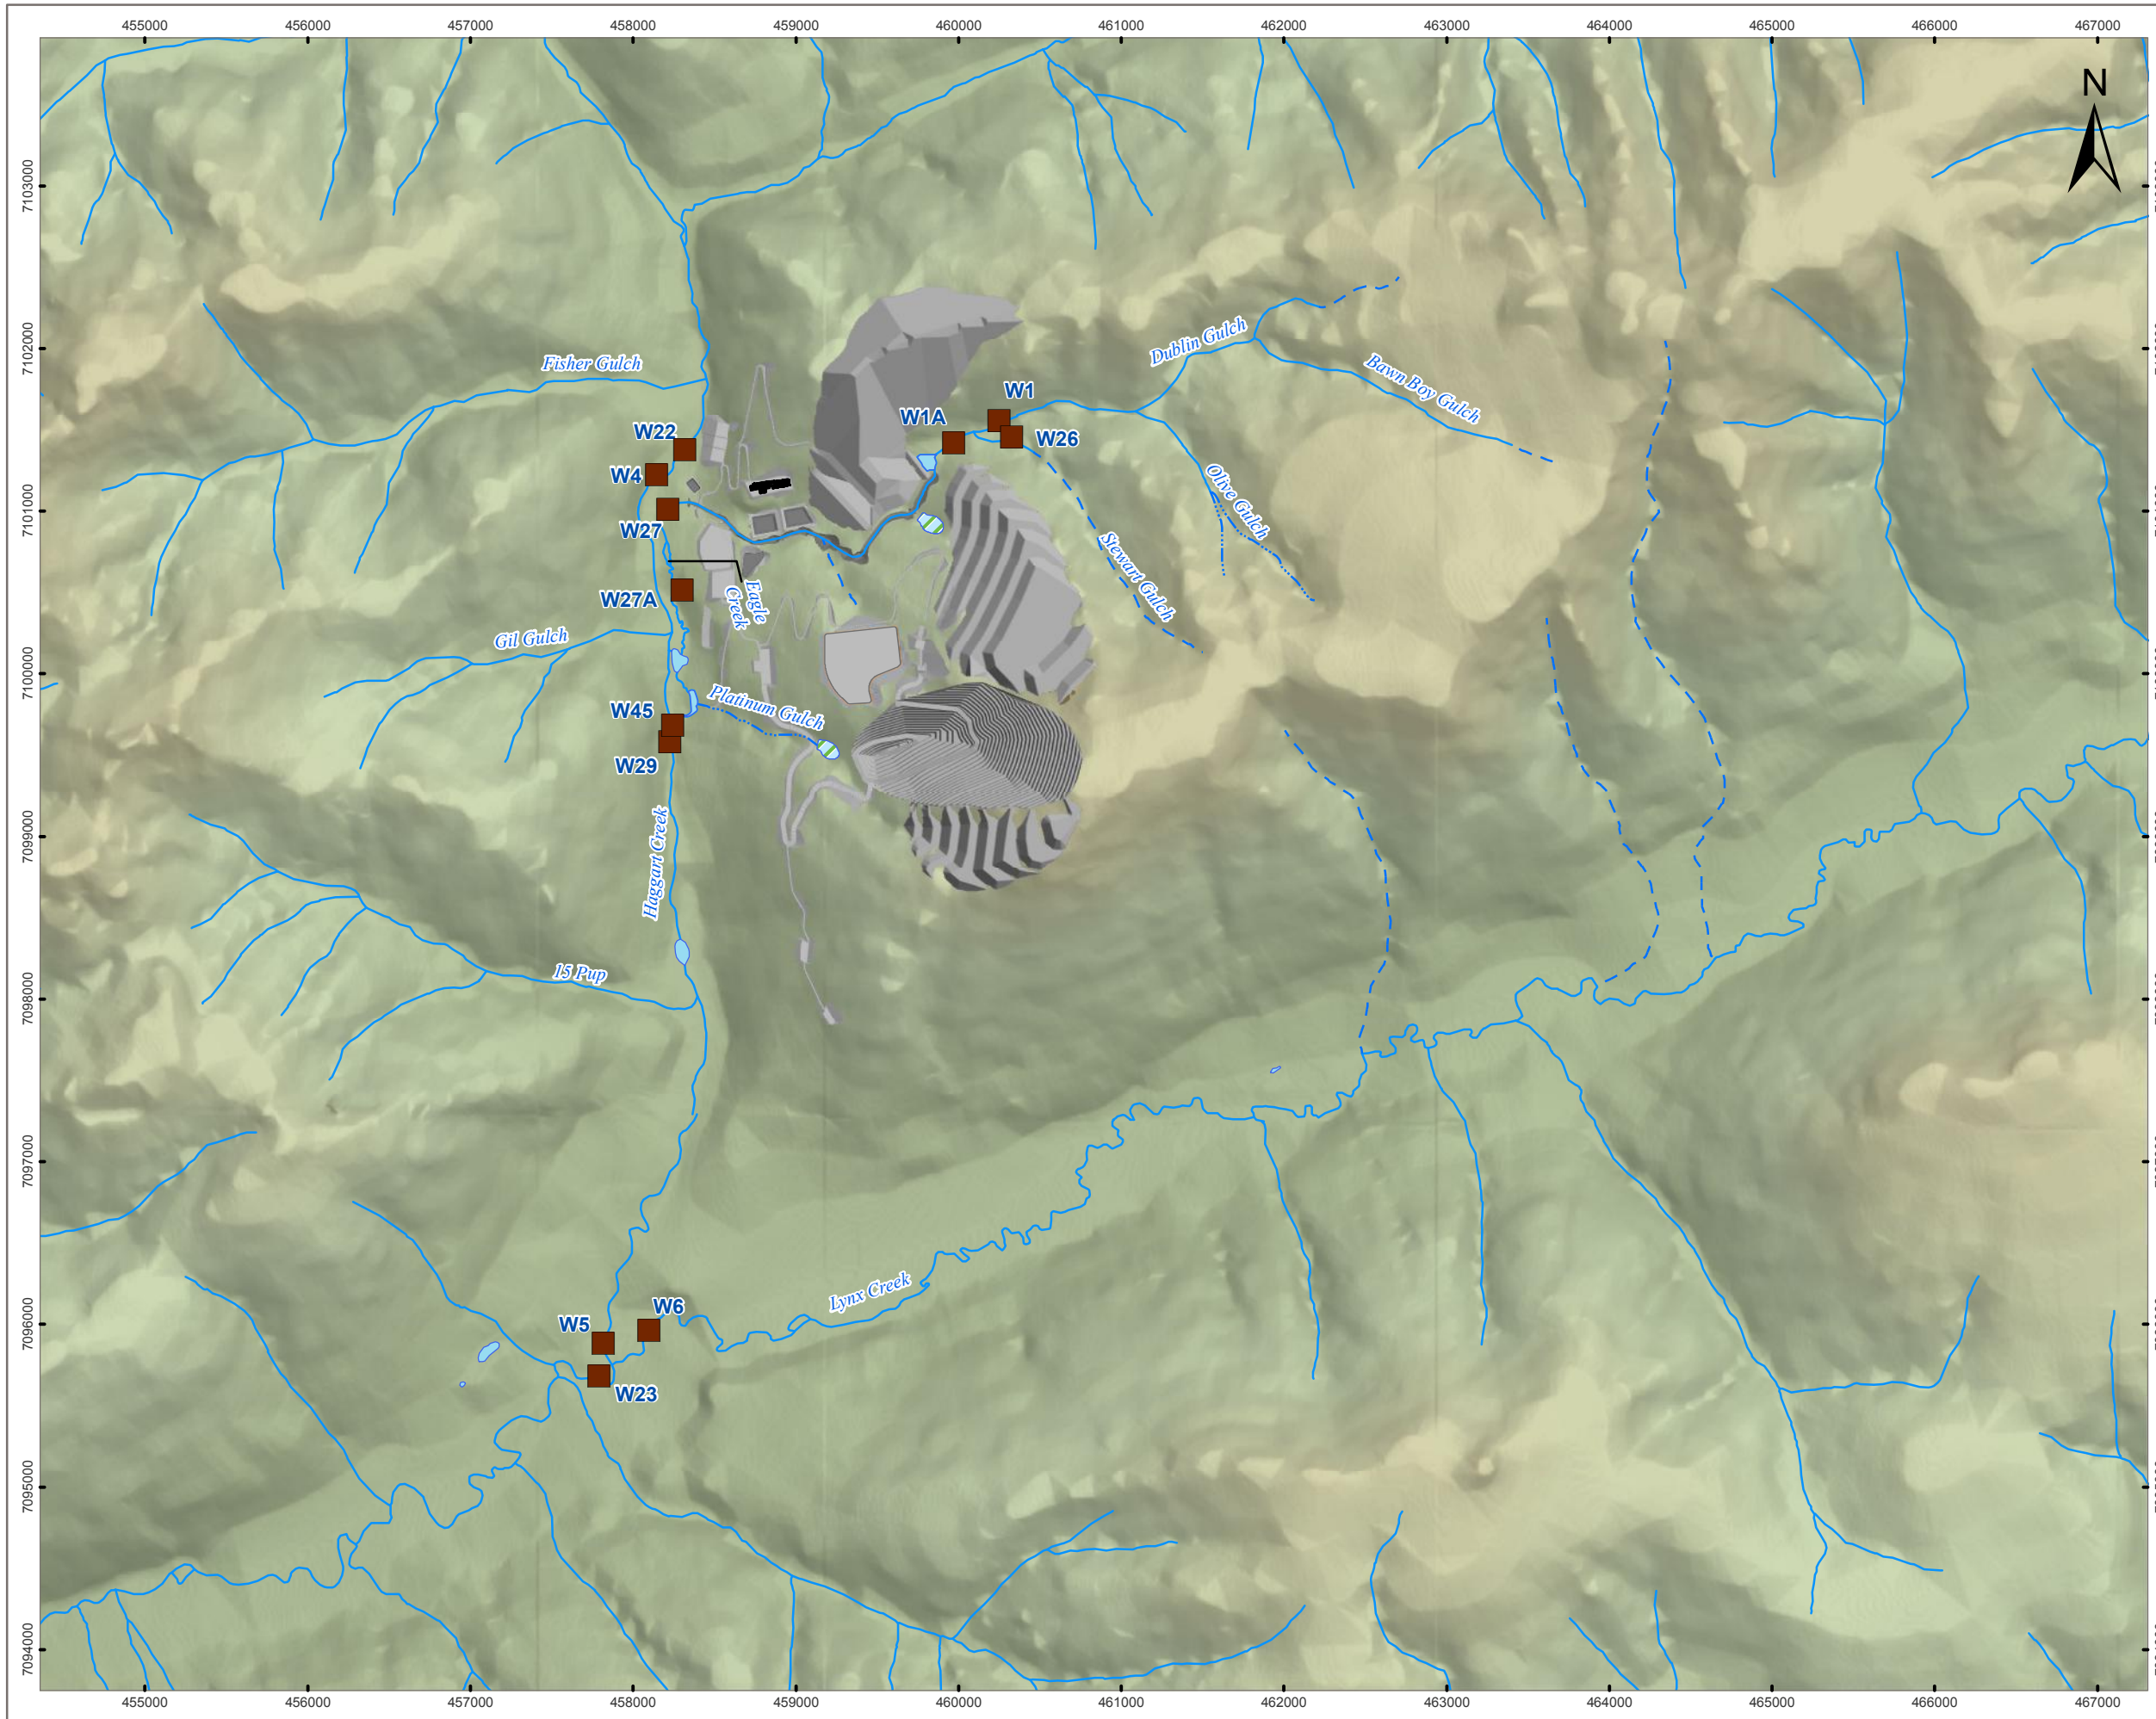 455000 456000 457000 458000 459000 460000 461000 462000 463000 464000 465000 466000 467000
N
7103000
7102000
7101000
7100000
7099000
7098000
7097000
7096000
7095000
7094000
Fisher Gulch
Dublin Gulch
Bawn Boy Gulch
W1
W1A
W26
W22
W4
Olive Gulch
W27
Stewart Gulch
Eagle
Creek
W27A
Gil Gulch
Platinum Gulch
W45
W29
Haggart Creek
15 Pup
Lynx Creek
W6
W5
W23
455000 456000 457000 458000 459000 460000 461000 462000 463000 464000 465000 466000 467000